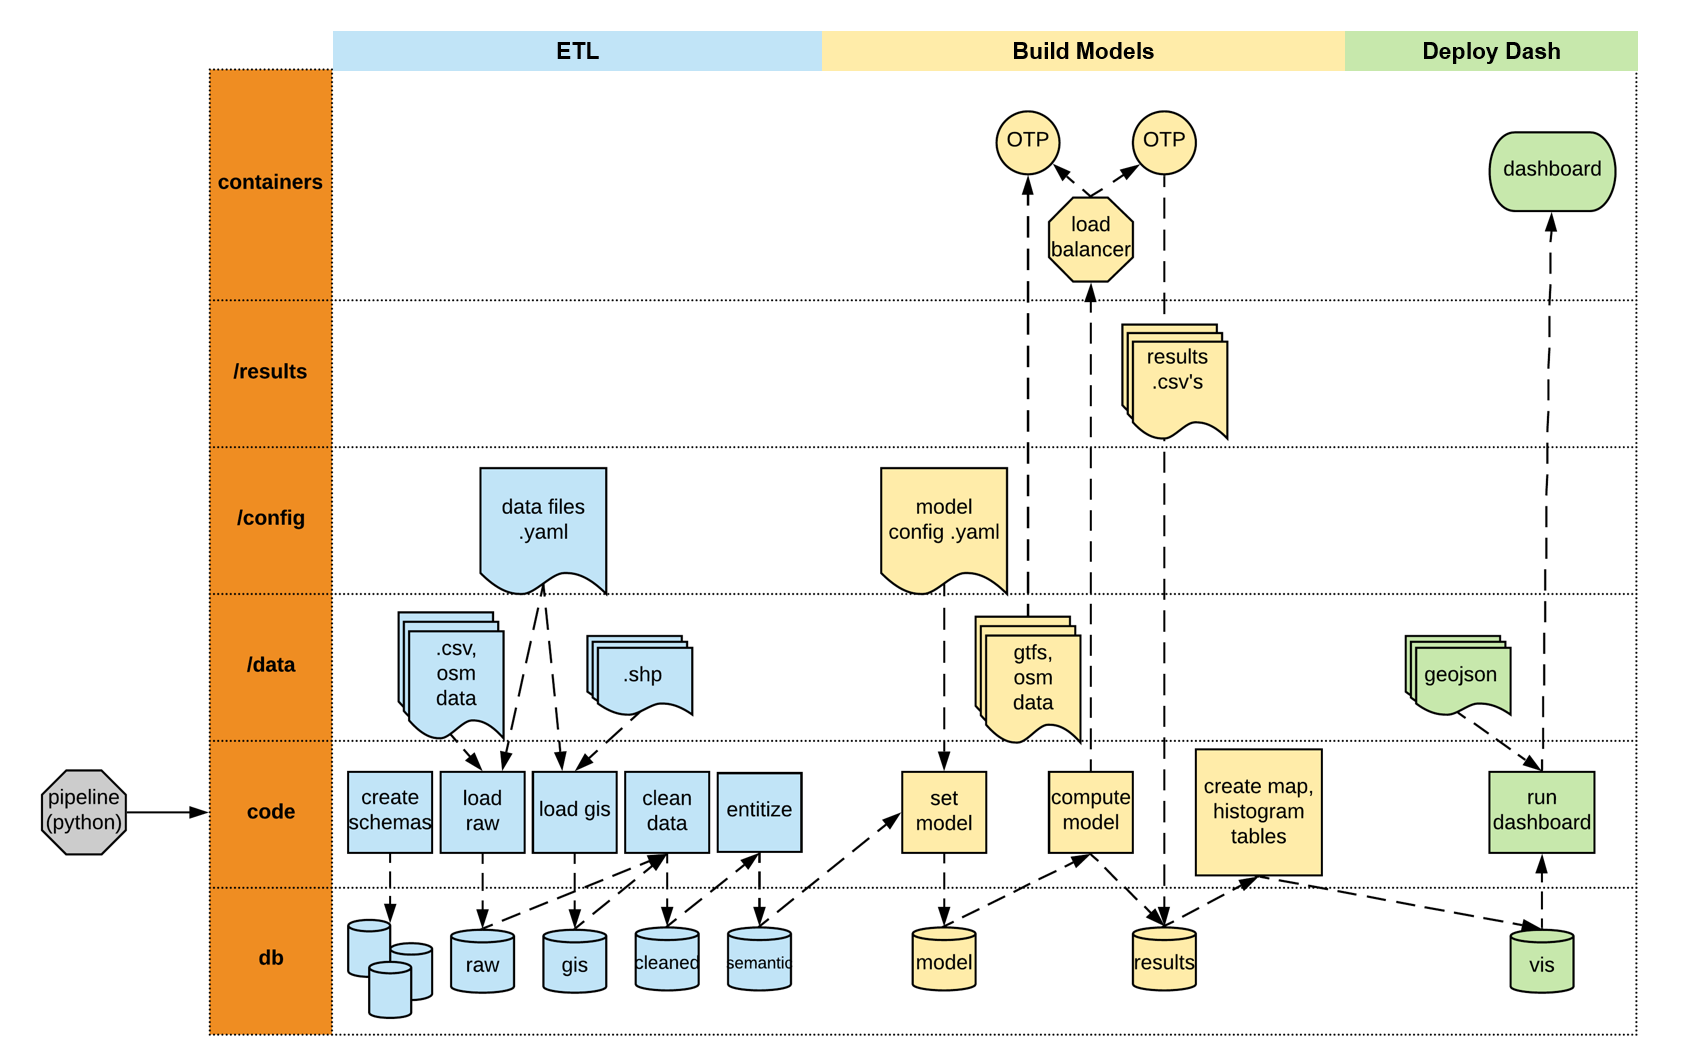 ETL
Build Models
Deploy Dash
containers
OTP
OTP
dashboard
load
balancer
/results
results
.csv's
/config
data files
.yaml
model
config .yaml
/data
.csv,
osm
data
.shp
gtfs,
osm
data
geojson
pipeline
(python)
code
create
schemas
load
raw
load gis
clean
data
entitize
set
model
compute
model
create map,
histogram
tables
run
dashboard
db
raw
gis
cleaned
semantic
model
results
vis